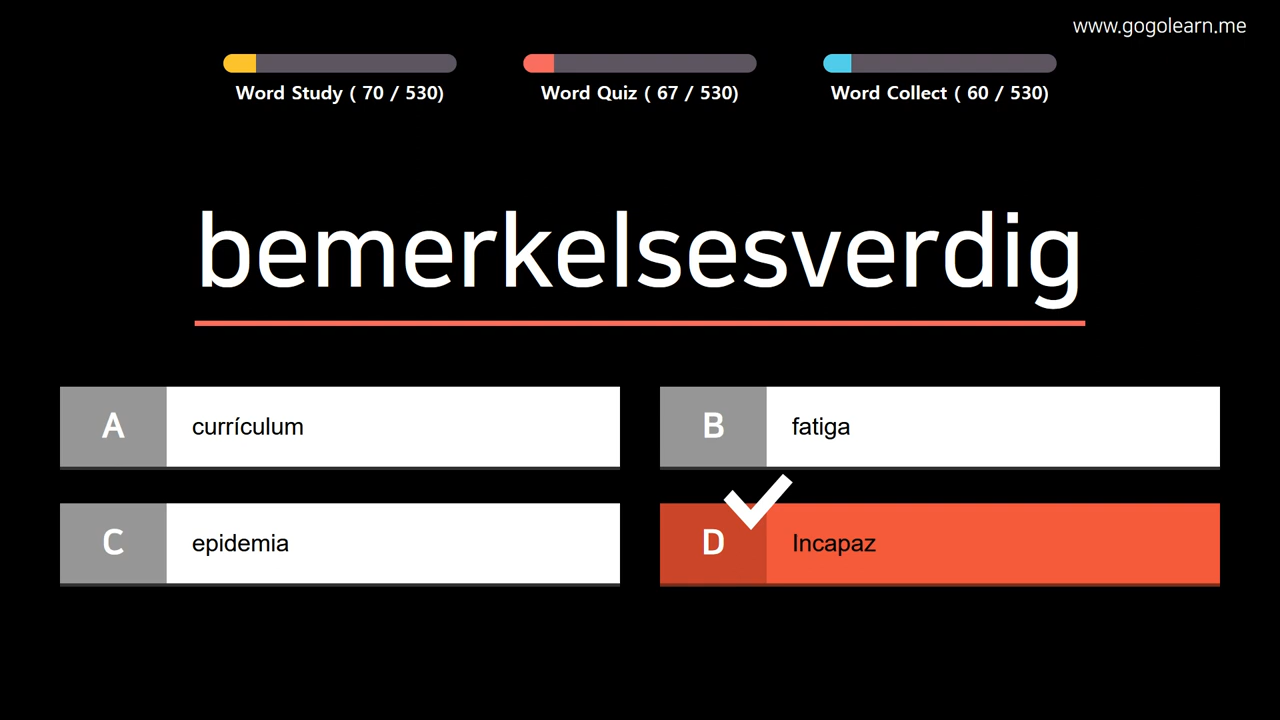 www.gogolearn.me
Word Study ( 70 / 530)
Word Quiz ( 67 / 530)
Word Collect ( 60 / 530)
bemerkelsesverdig
A currículum
B fatiga
C epidemia
D Incapaz